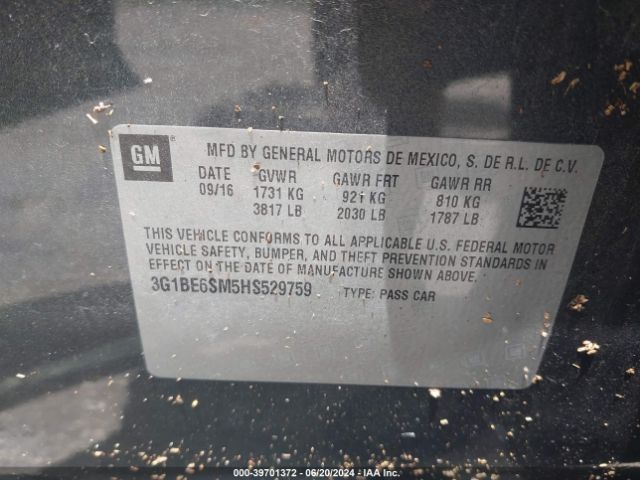 GM®
MFD BY GENERAL MOTORS DE MEXICO, S. DE R.L. DE C.V.
DATE GVWR GAWR FRT GAWR RR
09/16 1731 KG 921 KG 810 KG
3817 LB 2030 LB 1787 LB
THIS VEHICLE CONFORMS TO ALL APPLICABLE U.S. FEDERAL MOTOR
VEHICLE SAFETY, BUMPER, AND THEFT PREVENTION STANDARDS IN
EFFECT ON THE DATE OF MANUFACTURE SHOWN ABOVE.
3G1BE6SM5HS529759 TYPE: PASS CAR
000-39701372 / 06/20/2024 - IAA Inc.